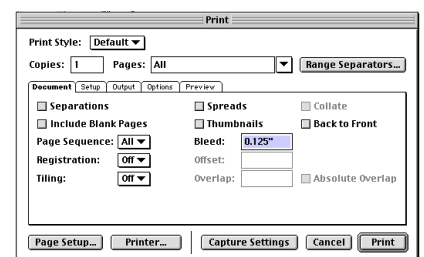 Print
Print Style: Default
Copies: 1 Pages: All Range Separators...
Document Setup Output Options Preview
Separations Spreads Collate
Include Blank Pages Thumbnails Back to Front
Page Sequence: All Bleed: 0.125"
Registration: Off Offset:
Tiling: Off Overlap: Absolute Overlap
Page Setup... Printer... Capture Settings Cancel Print